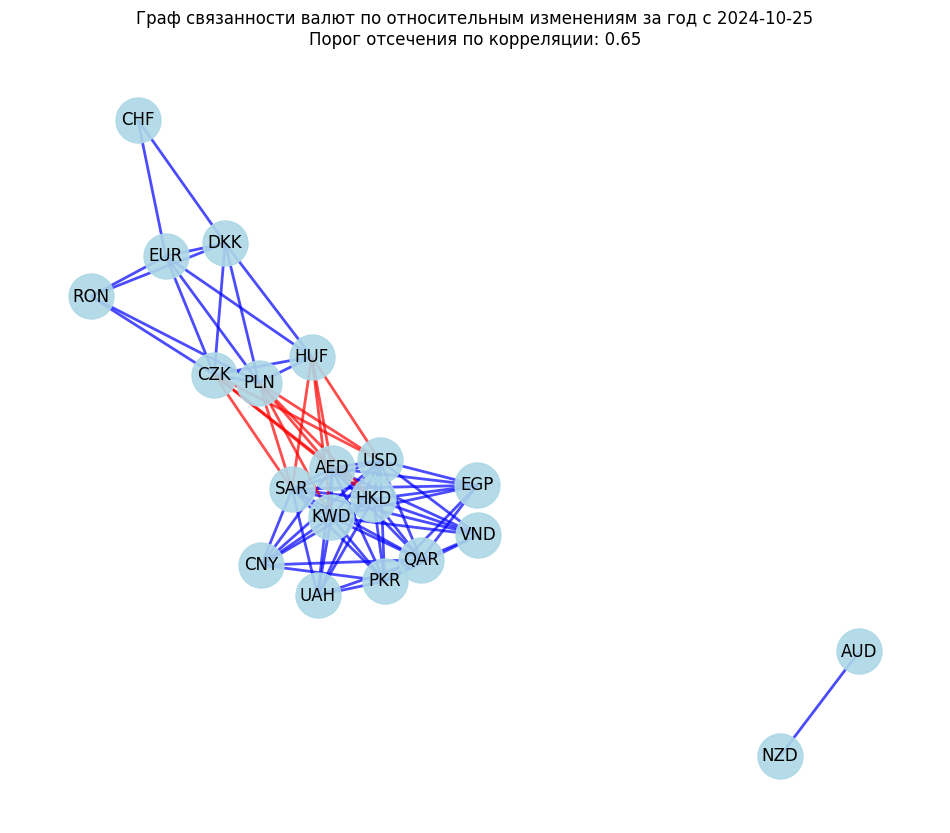 Граф связанности валют по относительным изменениям за год с 2024-10-25
Порог отсечения по корреляции: 0.65
CHF
DKK
EUR
RON
HUF
CZK
PLN
USD
AED
EGP
SAR
HKD
KWD
VND
QAR
CNY
PKR
UAH
AUD
NZD